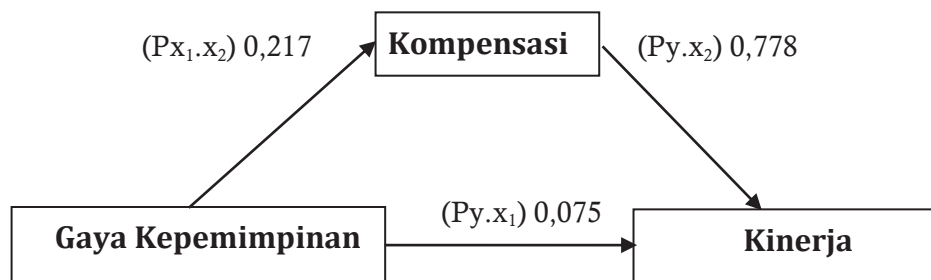 (Px₁.x₂) 0,217
Kompensasi
(Py.x₂) 0,778
(Py.x₁) 0,075
Gaya Kepemimpinan
Kinerja